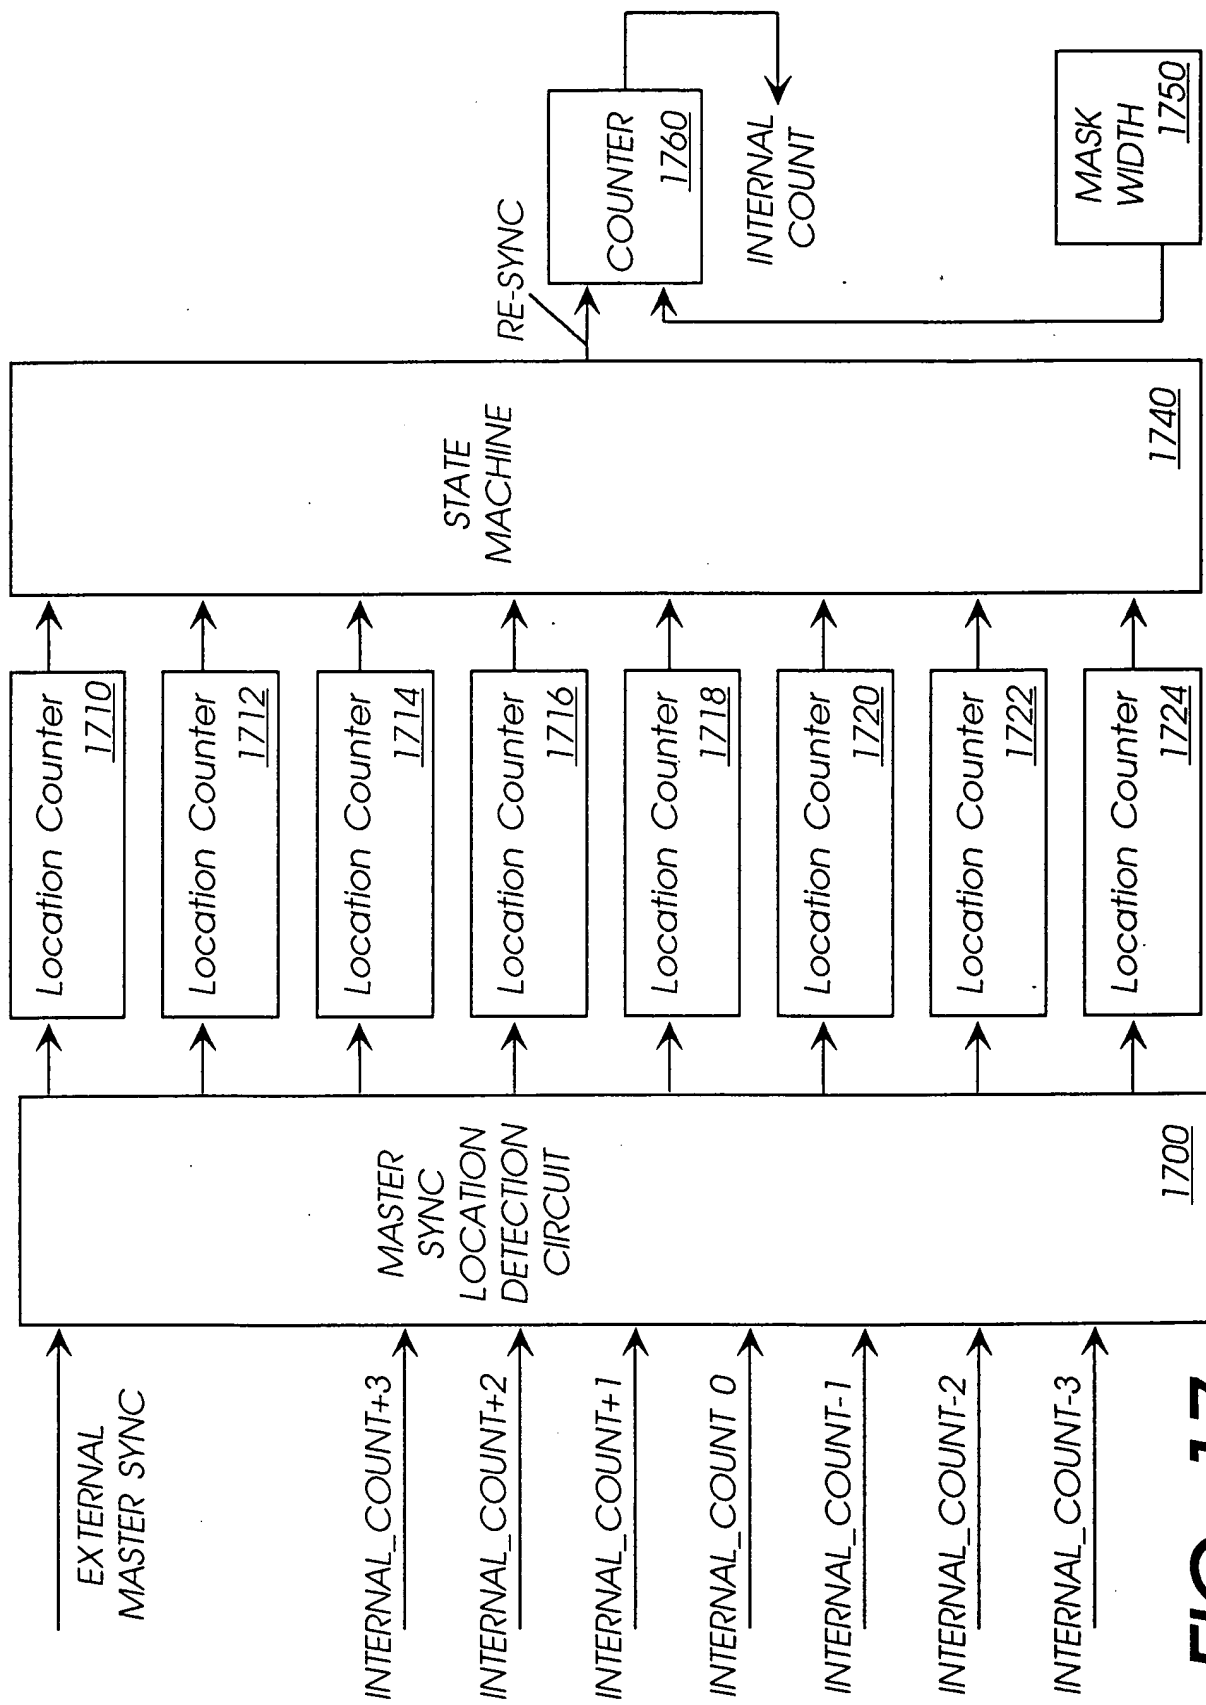 EXTERNAL
MASTER SYNC
INTERNAL_COUNT+3
INTERNAL_COUNT+2
INTERNAL_COUNT+1
INTERNAL_COUNT 0
INTERNAL_COUNT-1
INTERNAL_COUNT-2
INTERNAL_COUNT-3
MASTER
SYNC
LOCATION
DETECTION
CIRCUIT
1700
Location Counter
1710
Location Counter
1712
Location Counter
1714
Location Counter
1716
Location Counter
1718
Location Counter
1720
Location Counter
1722
Location Counter
1724
STATE
MACHINE
1740
RE-SYNC
COUNTER
1760
INTERNAL
COUNT
MASK
WIDTH
1750
FIG. 17